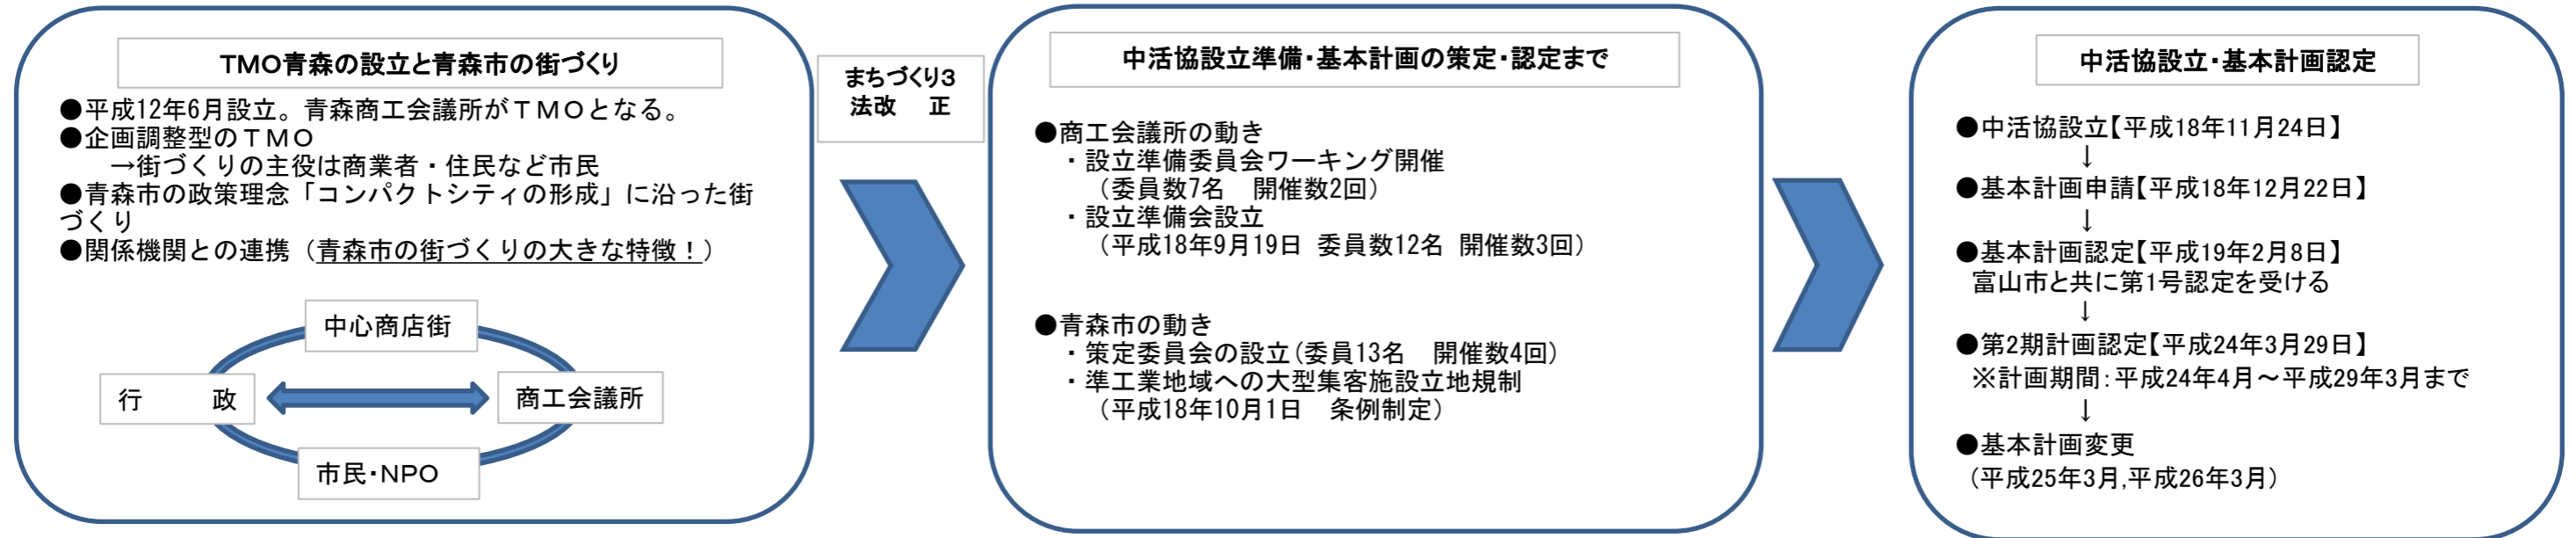 TMO青森の設立と青森市の街づくり
●平成12年6月設立。青森商工会議所がＴＭＯとなる。
●企画調整型のＴＭＯ
→街づくりの主役は商業者・住民など市民
●青森市の政策理念「コンパクトシティの形成」に沿った街
づくり
●関係機関との連携（青森市の街づくりの大きな特徴！）
中心商店街
行　　政
商工会議所
市民・NPO
まちづくり3
法改　正
中活協設立準備・基本計画の策定・認定まで
●商工会議所の動き
・設立準備委員会ワーキング開催
（委員数7名　開催数2回）
・設立準備会設立
（平成18年9月19日 委員数12名 開催数3回）
●青森市の動き
・策定委員会の設立(委員13名　開催数4回)
・準工業地域への大型集客施設立地規制
（平成18年10月1日　条例制定）
中活協設立・基本計画認定
●中活協設立【平成18年11月24日】
↓
●基本計画申請【平成18年12月22日】
↓
●基本計画認定【平成19年2月8日】
富山市と共に第1号認定を受ける
↓
●第2期計画認定【平成24年3月29日】
※計画期間：平成24年4月～平成29年3月まで
↓
●基本計画変更
（平成25年3月,平成26年3月）